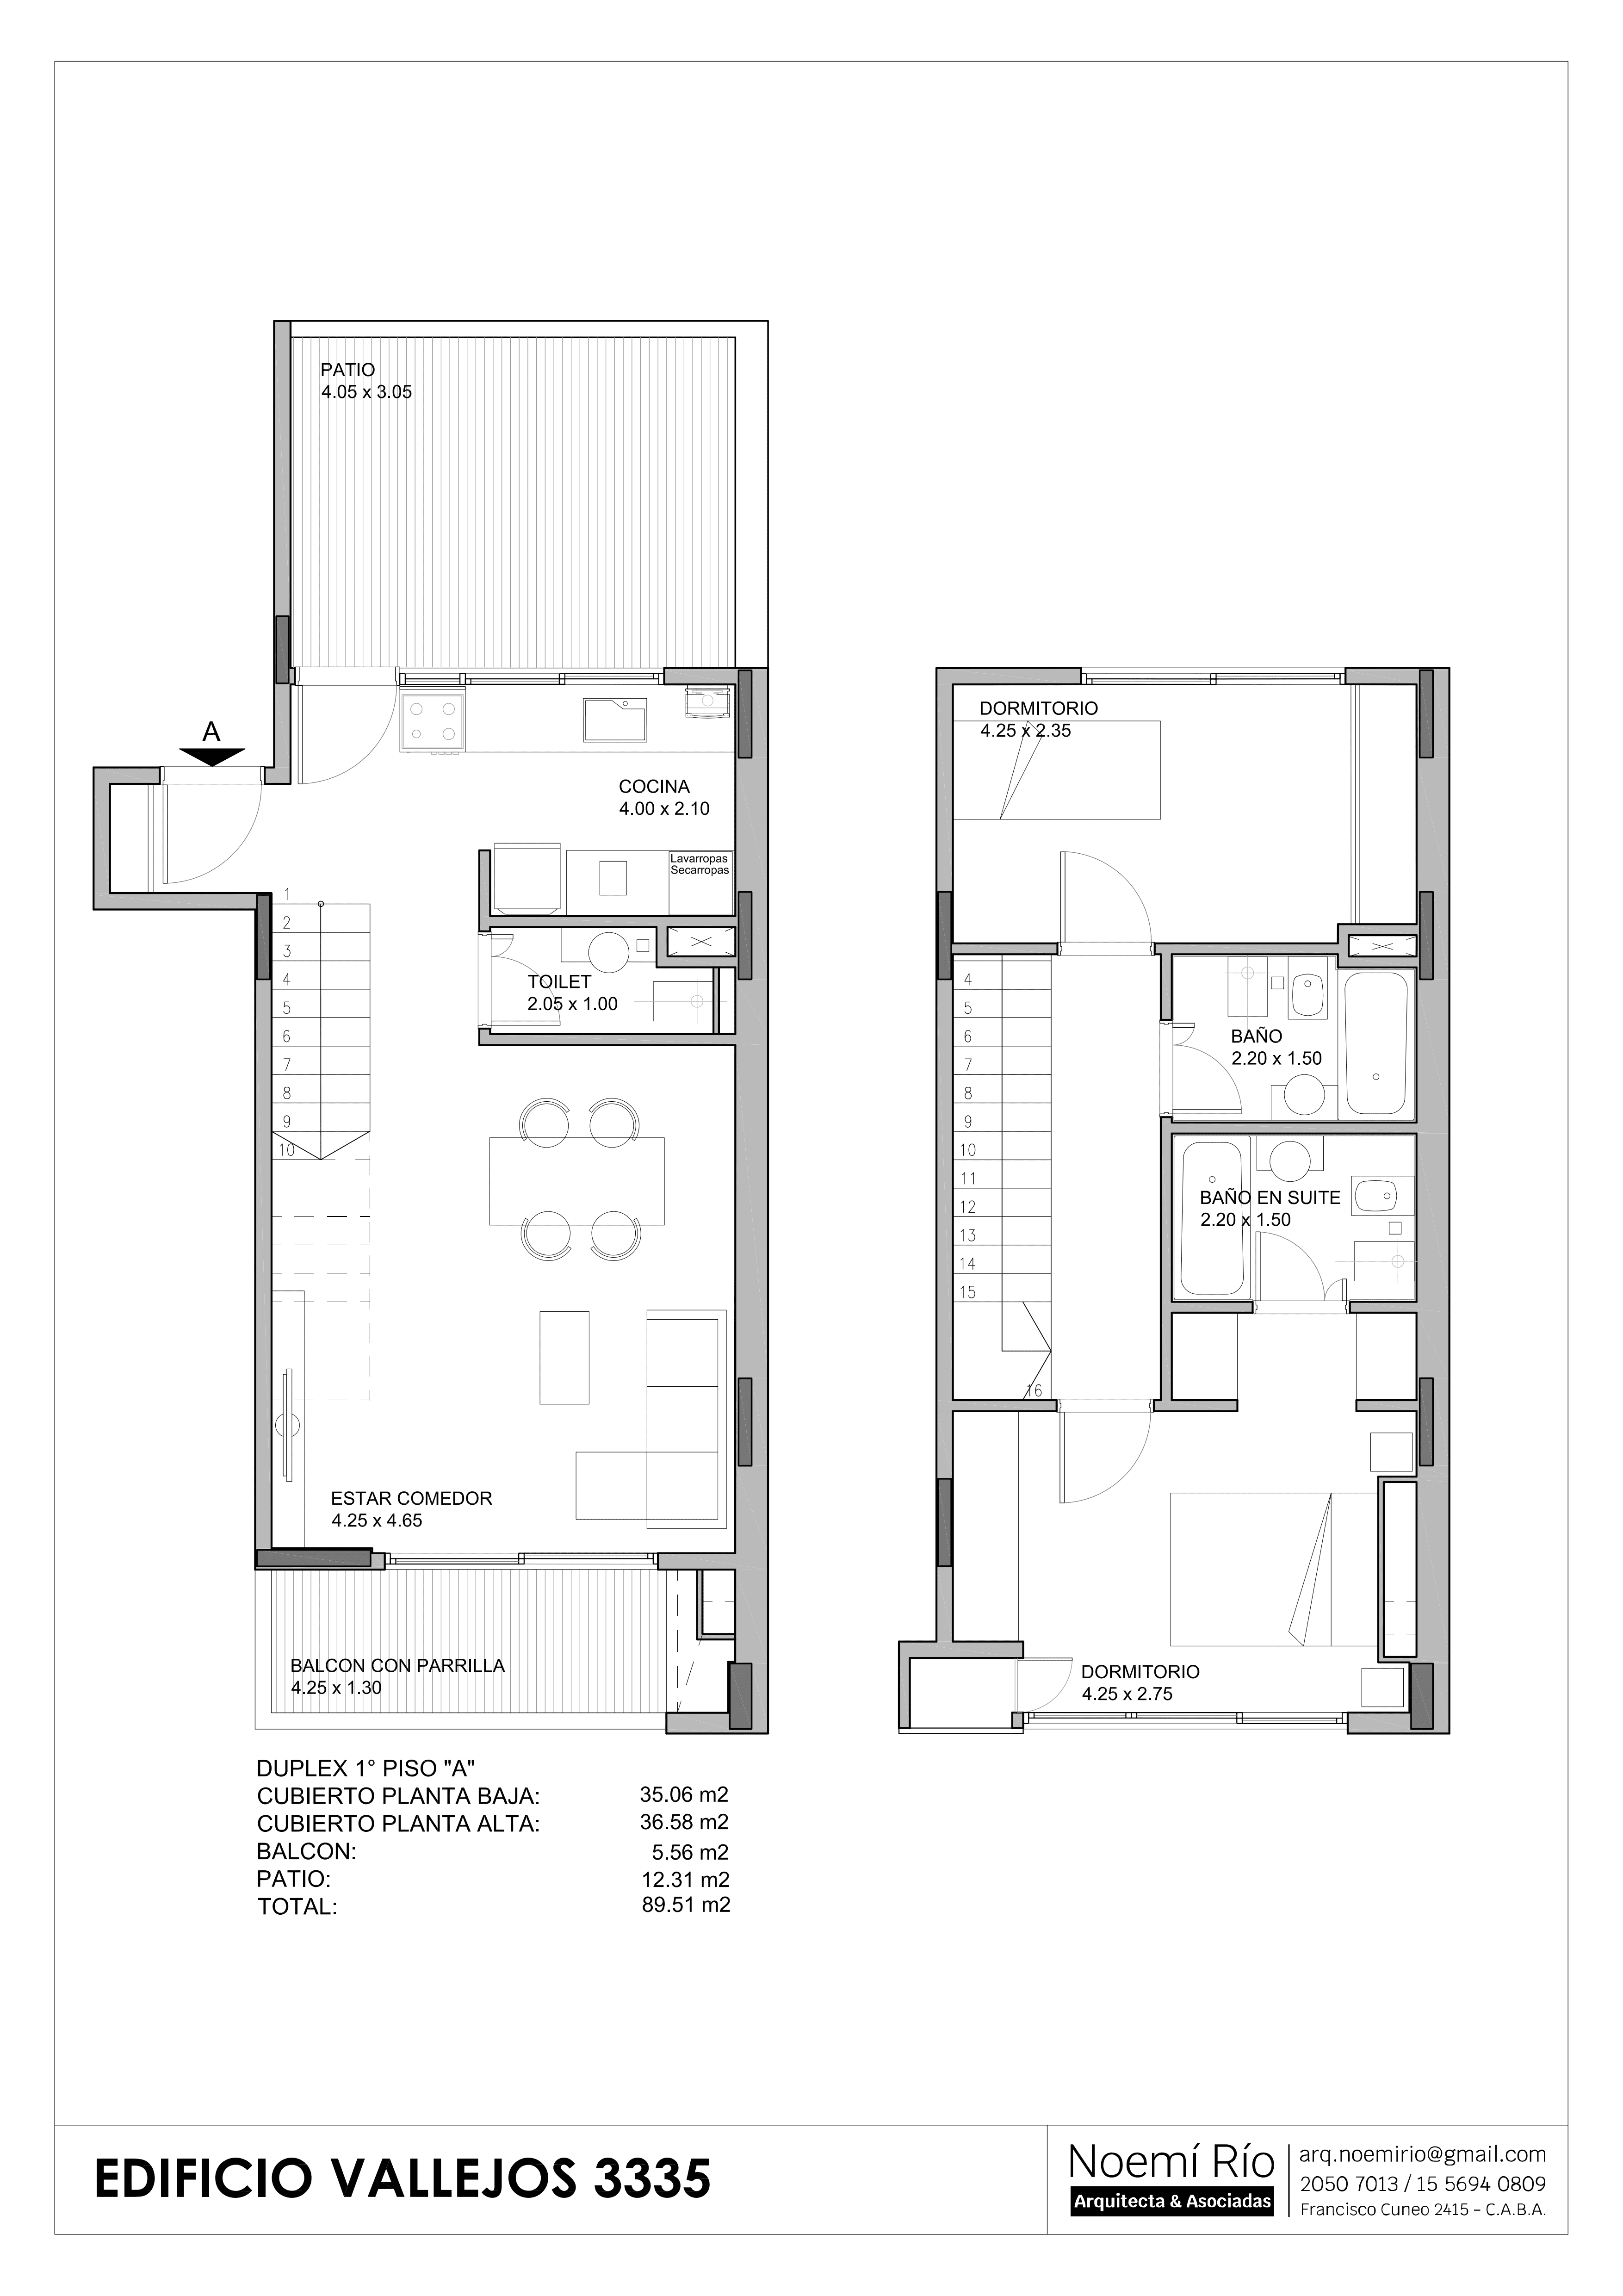 PATIO
4.05 x 3.05
A
COCINA
4.00 x 2.10
Lavarropas
Secarropas
1
2
3
4
5
6
7
8
9
10
TOILET
2.05 x 1.00
ESTAR COMEDOR
4.25 x 4.65
BALCON CON PARRILLA
4.25 x 1.30
DORMITORIO
4.25 x 2.35
4
5
6
7
8
9
10
11
12
13
14
15
16
BAÑO
2.20 x 1.50
BAÑO EN SUITE
2.20 x 1.50
DORMITORIO
4.25 x 2.75
DUPLEX 1° PISO "A"
CUBIERTO PLANTA BAJA: 35.06 m2
CUBIERTO PLANTA ALTA: 36.58 m2
BALCON: 5.56 m2
PATIO: 12.31 m2
TOTAL: 89.51 m2
EDIFICIO VALLEJOS 3335
Noemí Río
Arquitecta & Asociadas
arq.noemirio@gmail.com
2050 7013 / 15 5694 0809
Francisco Cuneo 2415 - C.A.B.A.